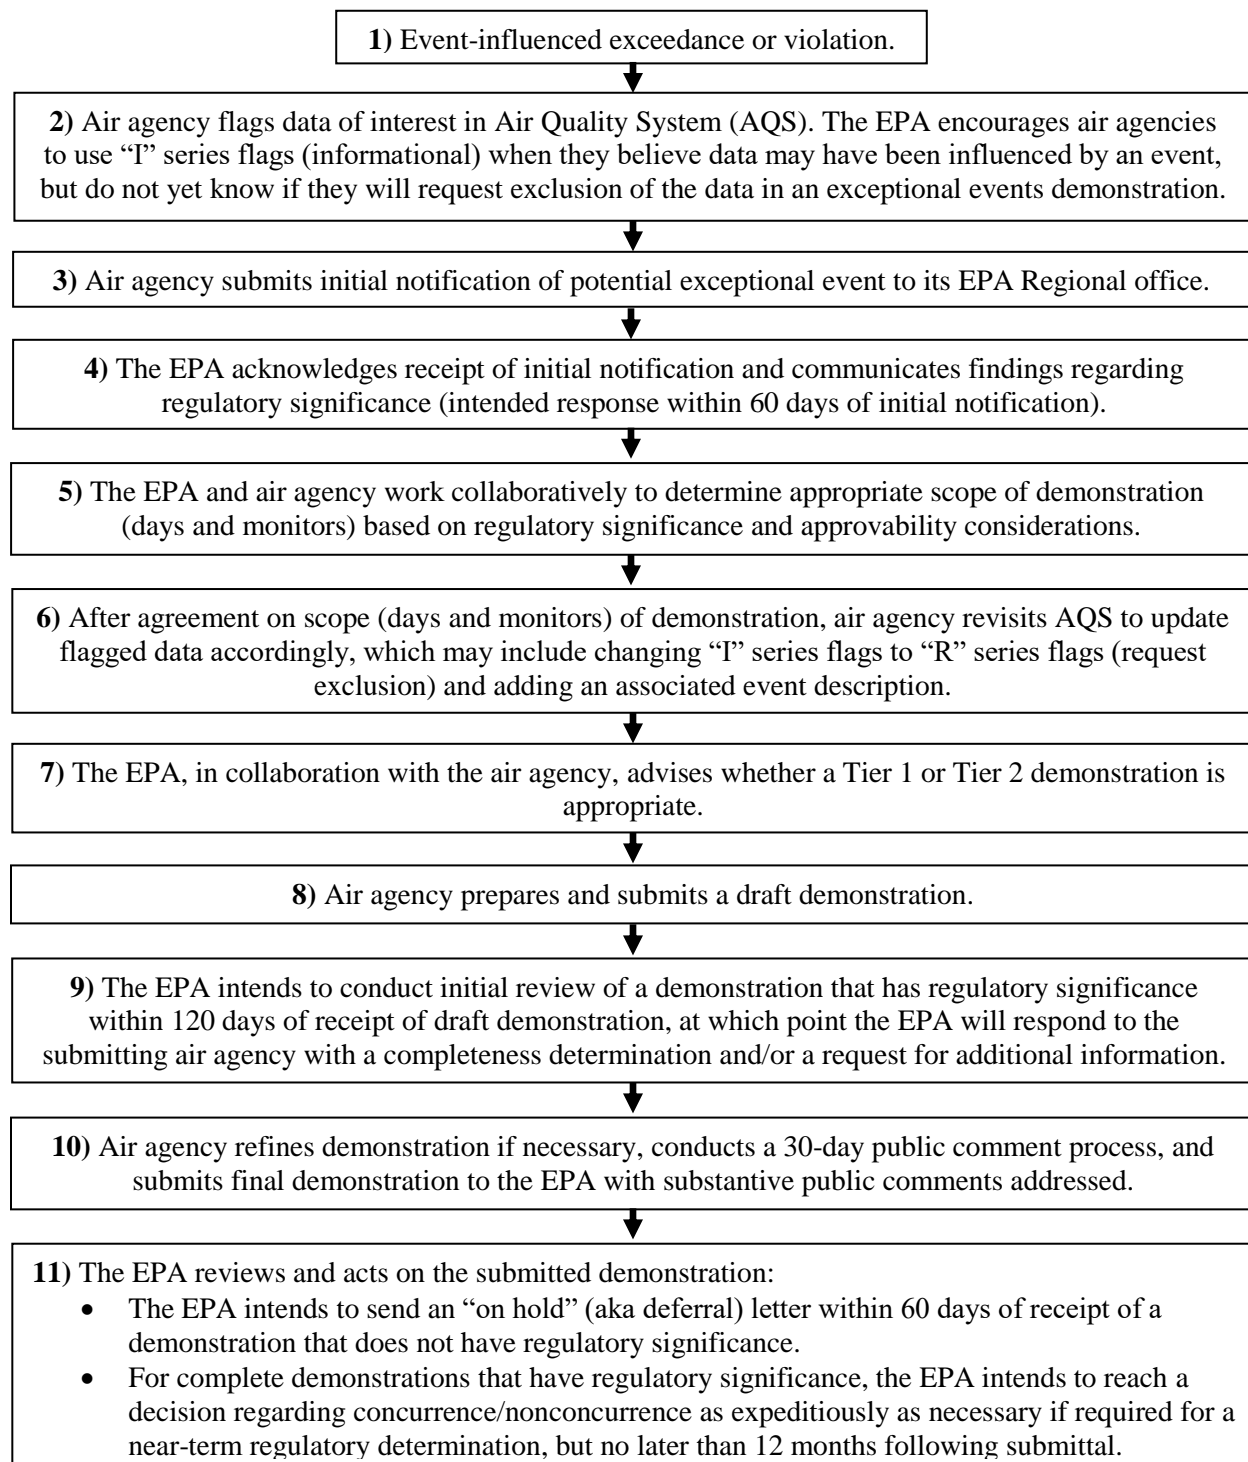 1) Event-influenced exceedance or violation.
2) Air agency flags data of interest in Air Quality System (AQS). The EPA encourages air agencies
to use “I” series flags (informational) when they believe data may have been influenced by an event,
but do not yet know if they will request exclusion of the data in an exceptional events demonstration.
3) Air agency submits initial notification of potential exceptional event to its EPA Regional office.
4) The EPA acknowledges receipt of initial notification and communicates findings regarding
regulatory significance (intended response within 60 days of initial notification).
5) The EPA and air agency work collaboratively to determine appropriate scope of demonstration
(days and monitors) based on regulatory significance and approvability considerations.
6) After agreement on scope (days and monitors) of demonstration, air agency revisits AQS to update
flagged data accordingly, which may include changing “I” series flags to “R” series flags (request
exclusion) and adding an associated event description.
7) The EPA, in collaboration with the air agency, advises whether a Tier 1 or Tier 2 demonstration is
appropriate.
8) Air agency prepares and submits a draft demonstration.
9) The EPA intends to conduct initial review of a demonstration that has regulatory significance
within 120 days of receipt of draft demonstration, at which point the EPA will respond to the
submitting air agency with a completeness determination and/or a request for additional information.
10) Air agency refines demonstration if necessary, conducts a 30-day public comment process, and
submits final demonstration to the EPA with substantive public comments addressed.
11) The EPA reviews and acts on the submitted demonstration:
• The EPA intends to send an “on hold” (aka deferral) letter within 60 days of receipt of a
demonstration that does not have regulatory significance.
• For complete demonstrations that have regulatory significance, the EPA intends to reach a
decision regarding concurrence/nonconcurrence as expeditiously as necessary if required for a
near-term regulatory determination, but no later than 12 months following submittal.